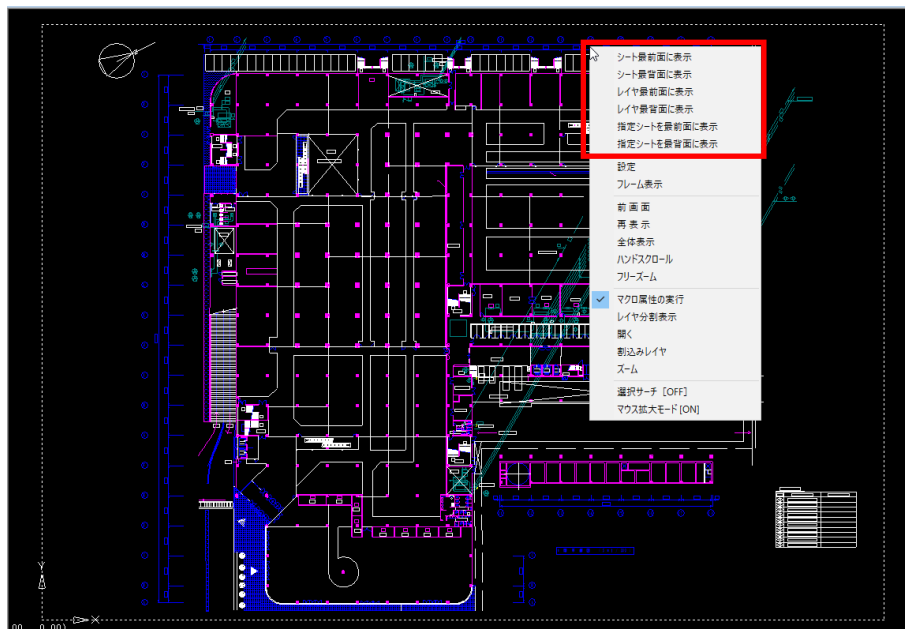 シート最前面に表示
シート最背面に表示
レイヤ最前面に表示
レイヤ最背面に表示
指定シートを最前面に表示
指定シートを最背面に表示
設定
フレーム表示
前 画 面
再 表 示
全体表示
ハンドスクロール
フリーズーム
マクロ属性の実行
レイヤ分割表示
開く
割込みレイヤ
ズーム
選択サーチ [OFF]
マウス拡大モード[ON]
Y
X